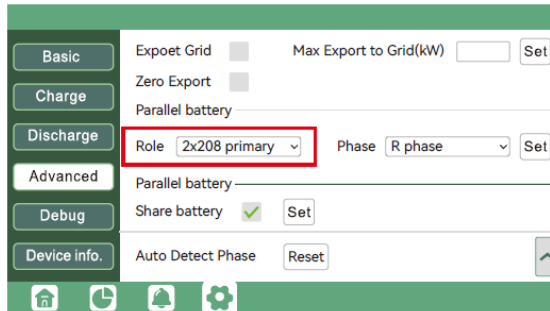 Basic
Charge
Discharge
Advanced
Debug
Device info.
Expoet Grid Max Export to Grid(kW) Set
Zero Export
Parallel battery
Role 2x208 primary Phase R phase Set
Parallel battery
Share battery Set
Auto Detect Phase Reset